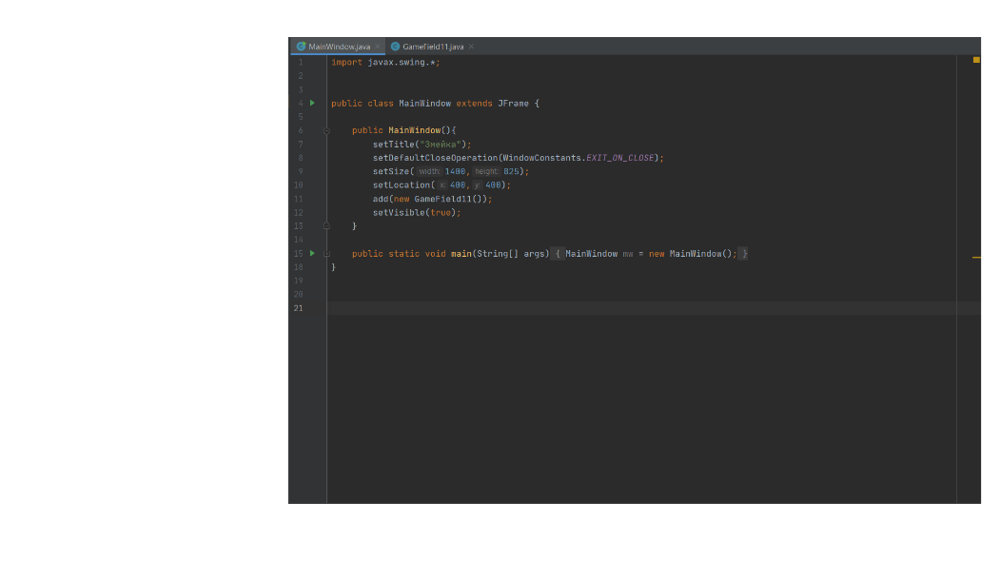 MainWindow.java
GameField11.java
1 import javax.swing.*;
2
3
4 public class MainWindow extends JFrame {
5
6 public MainWindow(){
7 setTitle("Змейка");
8 setDefaultCloseOperation(WindowConstants.EXIT_ON_CLOSE);
9 setSize( width: 1400, height: 825);
10 setLocation( x: 400, y: 400);
11 add(new GameField11());
12 setVisible(true);
13 }
14
15 public static void main(String[] args) { MainWindow mw = new MainWindow(); }
18 }
19
20
21